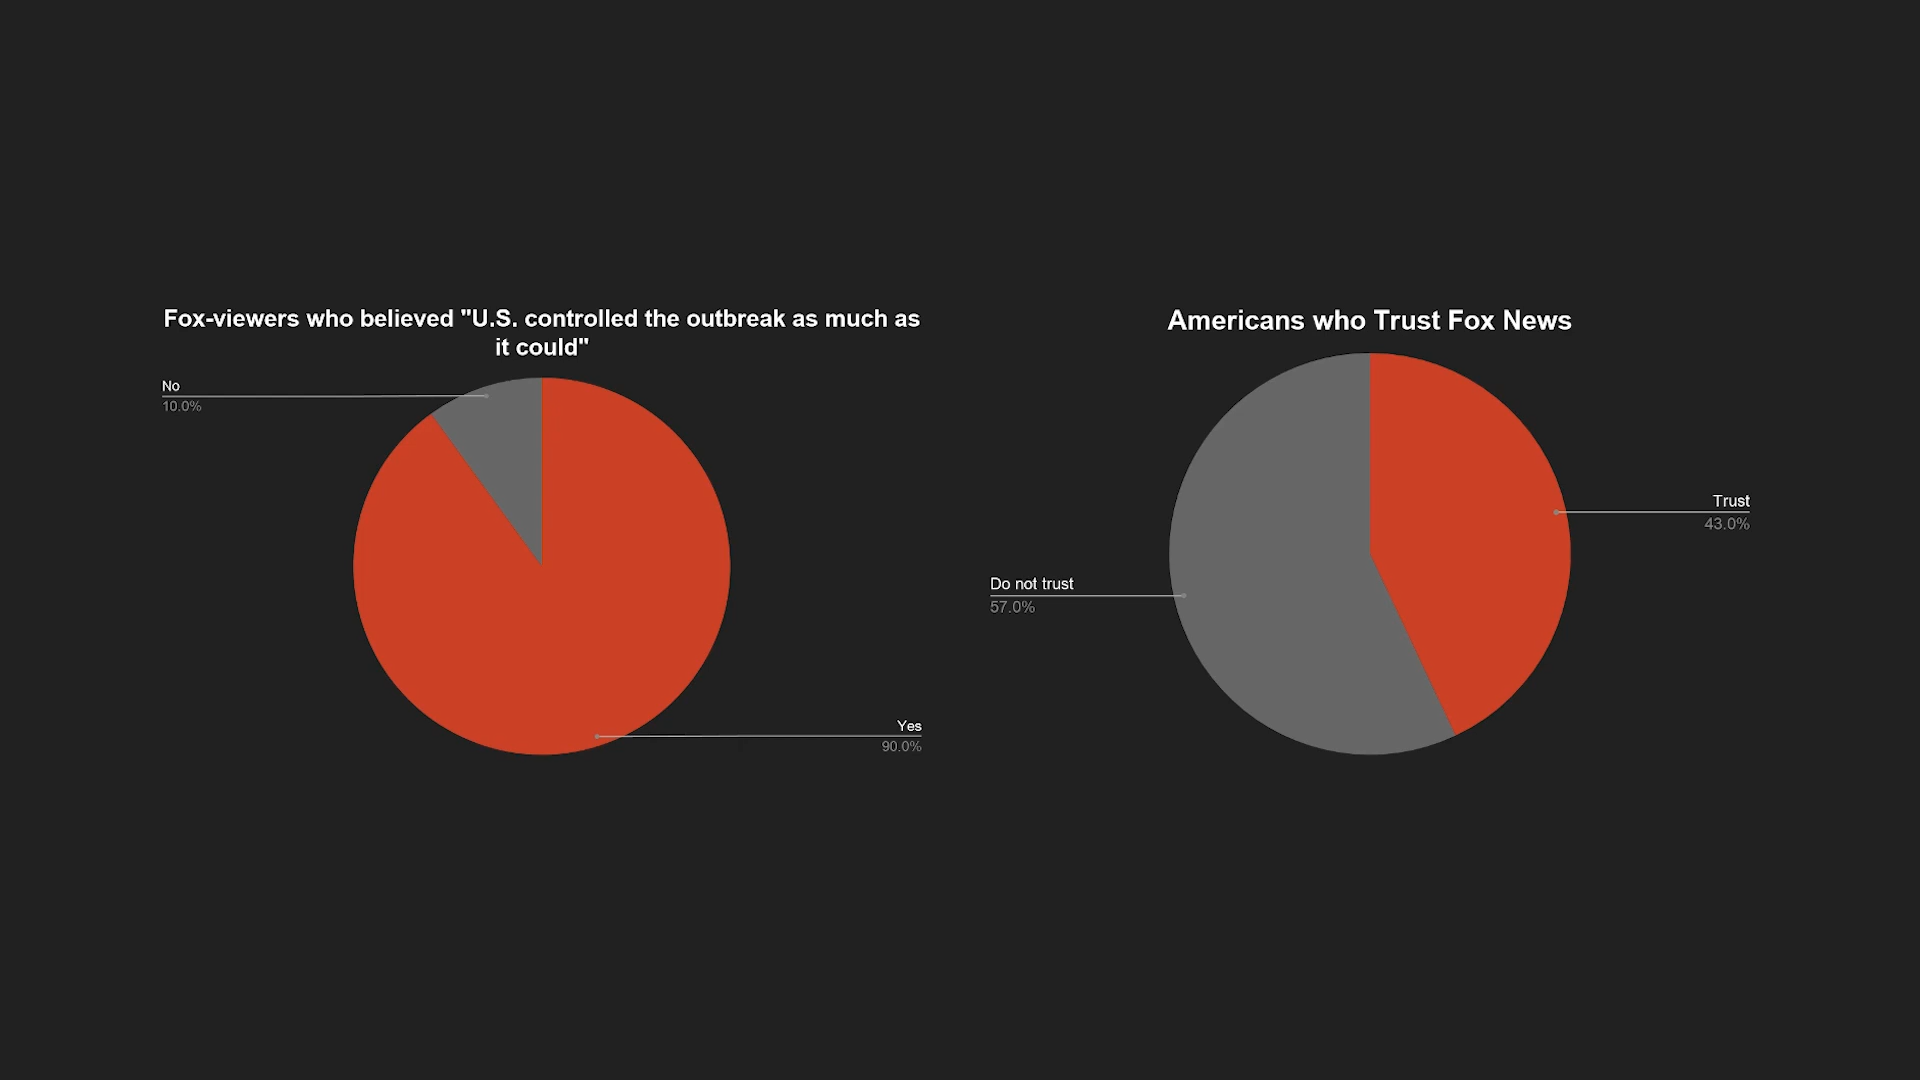 Fox-viewers who believed "U.S. controlled the outbreak as much as
it could"
No
10.0%
Yes
90.0%
Americans who Trust Fox News
Trust
43.0%
Do not trust
57.0%